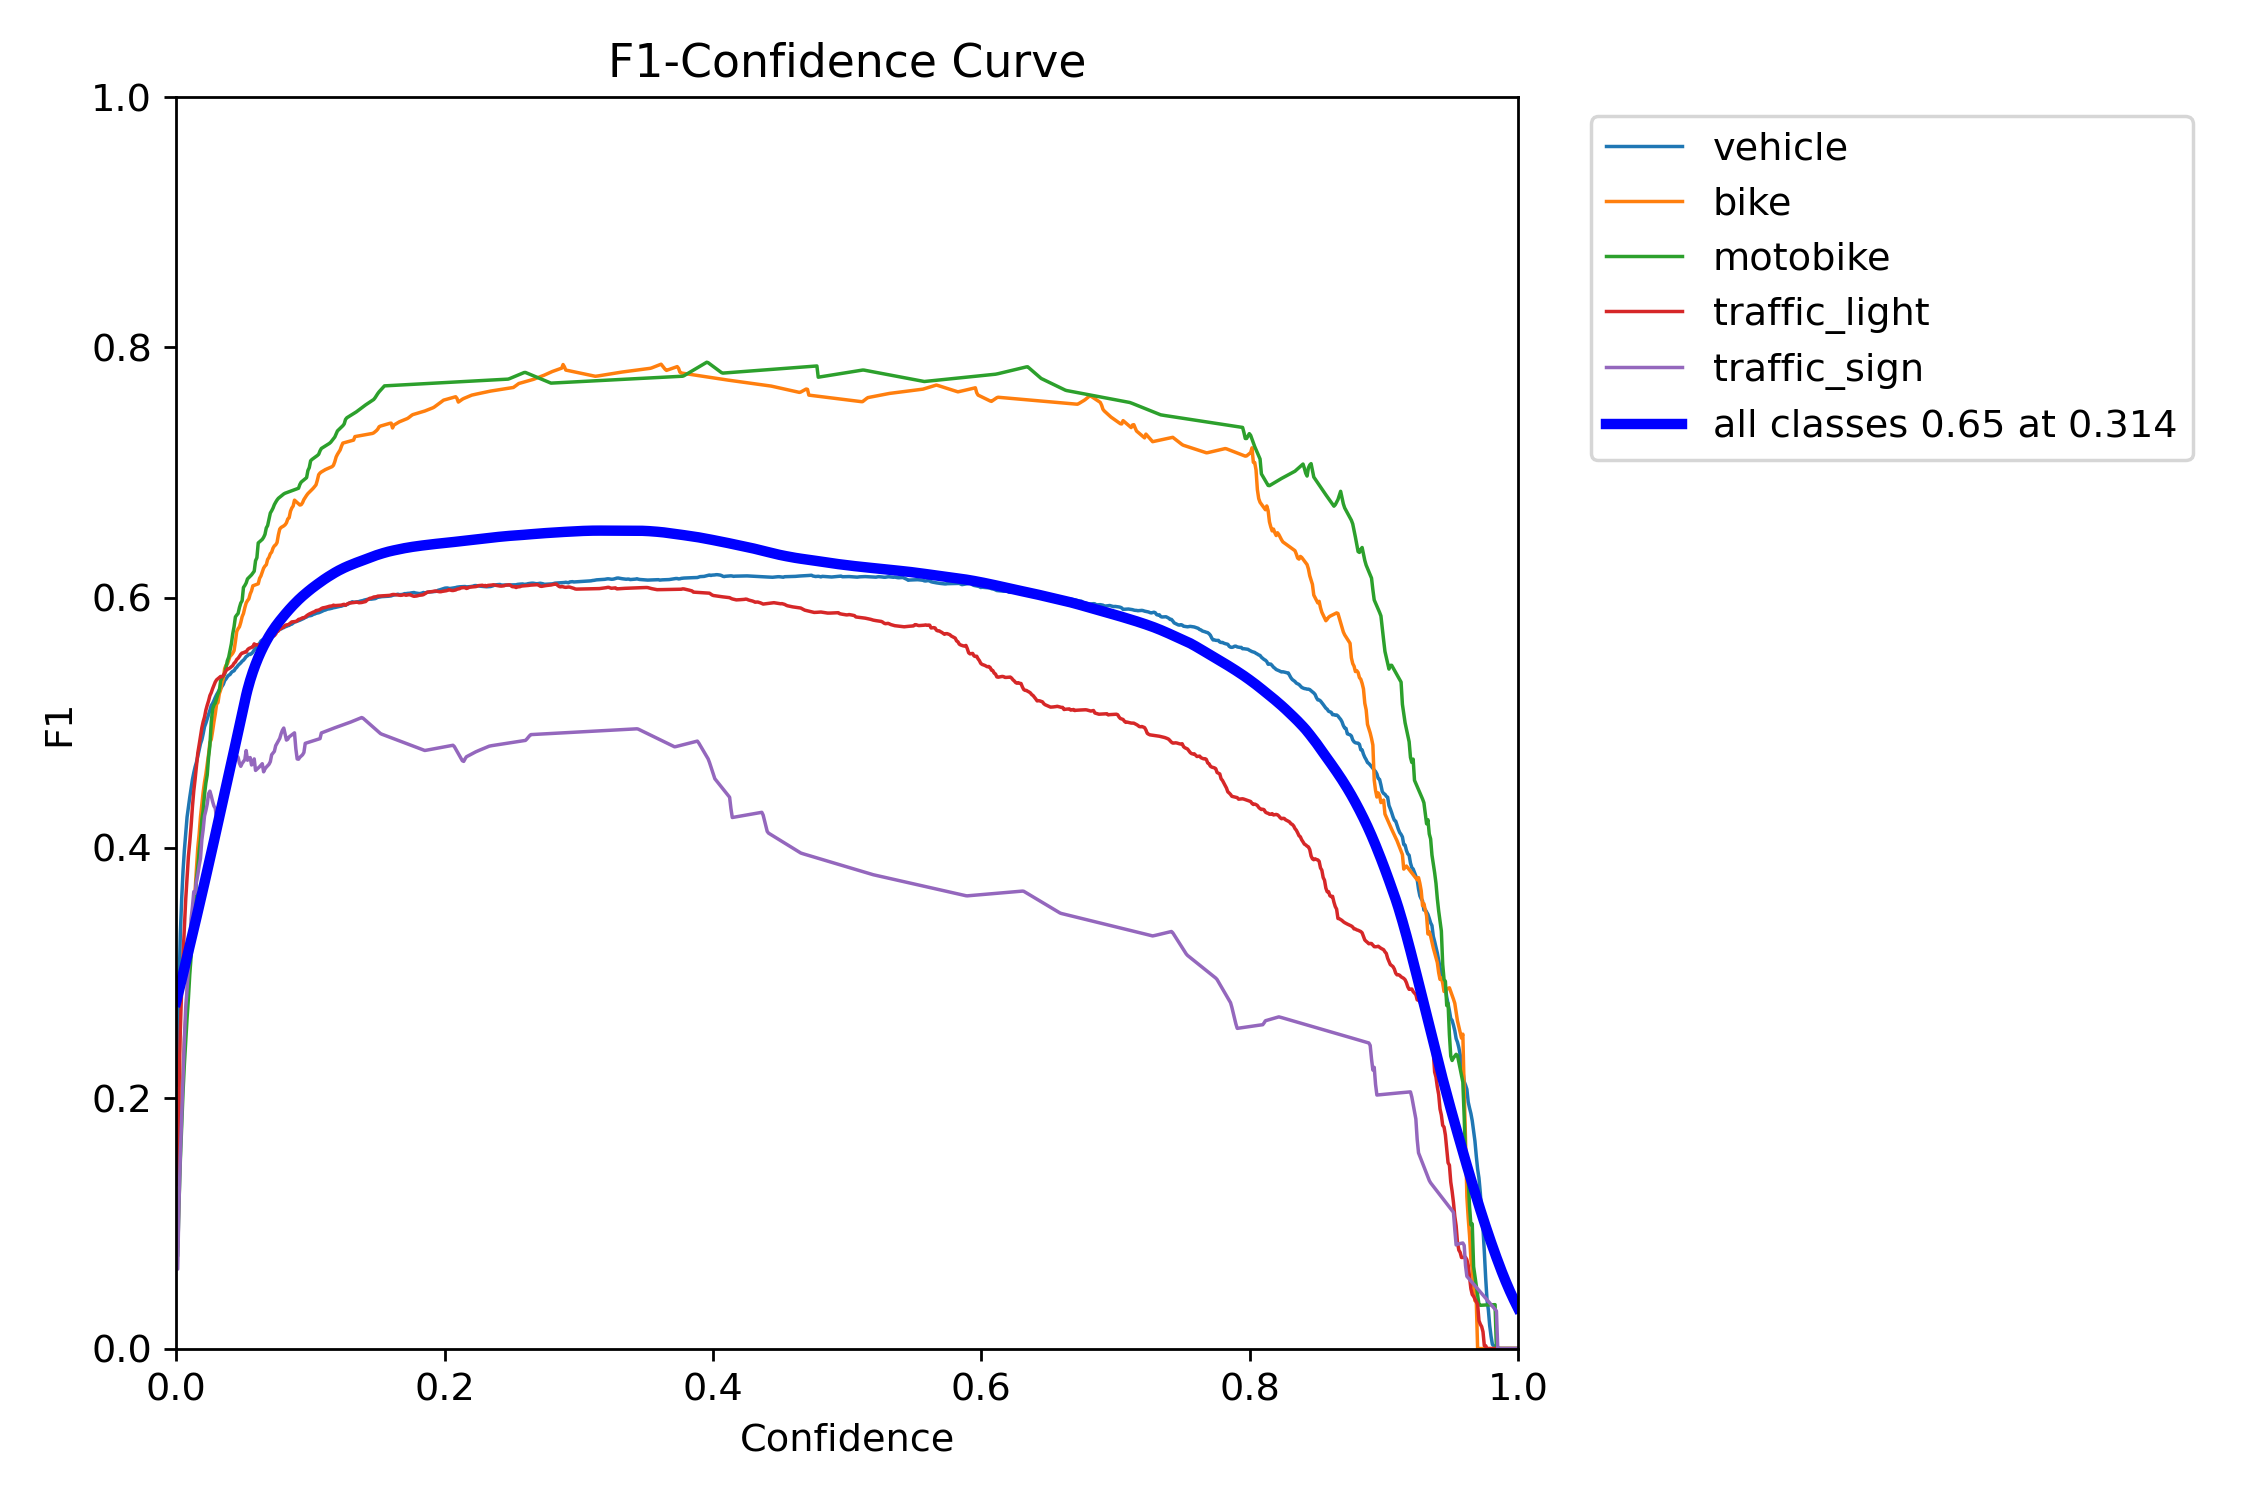 F1-Confidence Curve
1.0
0.8
0.6
0.4
0.2
0.0
F1
0.0 0.2 0.4 0.6 0.8 1.0
Confidence
vehicle
bike
motobike
traffic_light
traffic_sign
all classes 0.65 at 0.314